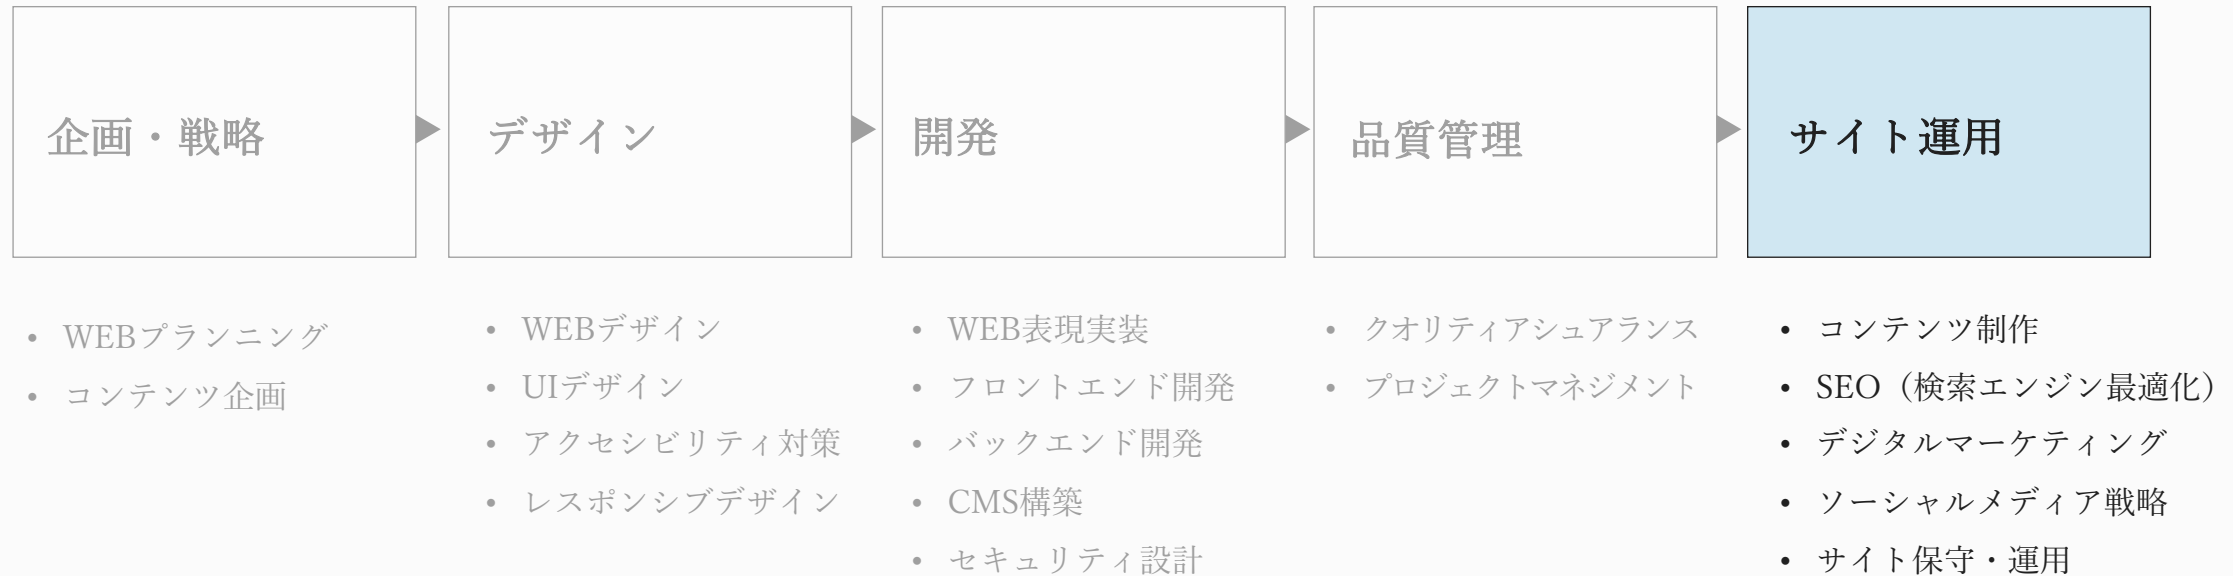 企画・戦略
デザイン
開発
品質管理
サイト運用
• WEBプランニング
• コンテンツ企画
• WEBデザイン
• UIデザイン
• アクセシビリティ対策
• レスポンシブデザイン
• WEB表現実装
• フロントエンド開発
• バックエンド開発
• CMS構築
• セキュリティ設計
• クオリティアシュアランス
• プロジェクトマネジメント
• コンテンツ制作
• SEO（検索エンジン最適化）
• デジタルマーケティング
• ソーシャルメディア戦略
• サイト保守・運用